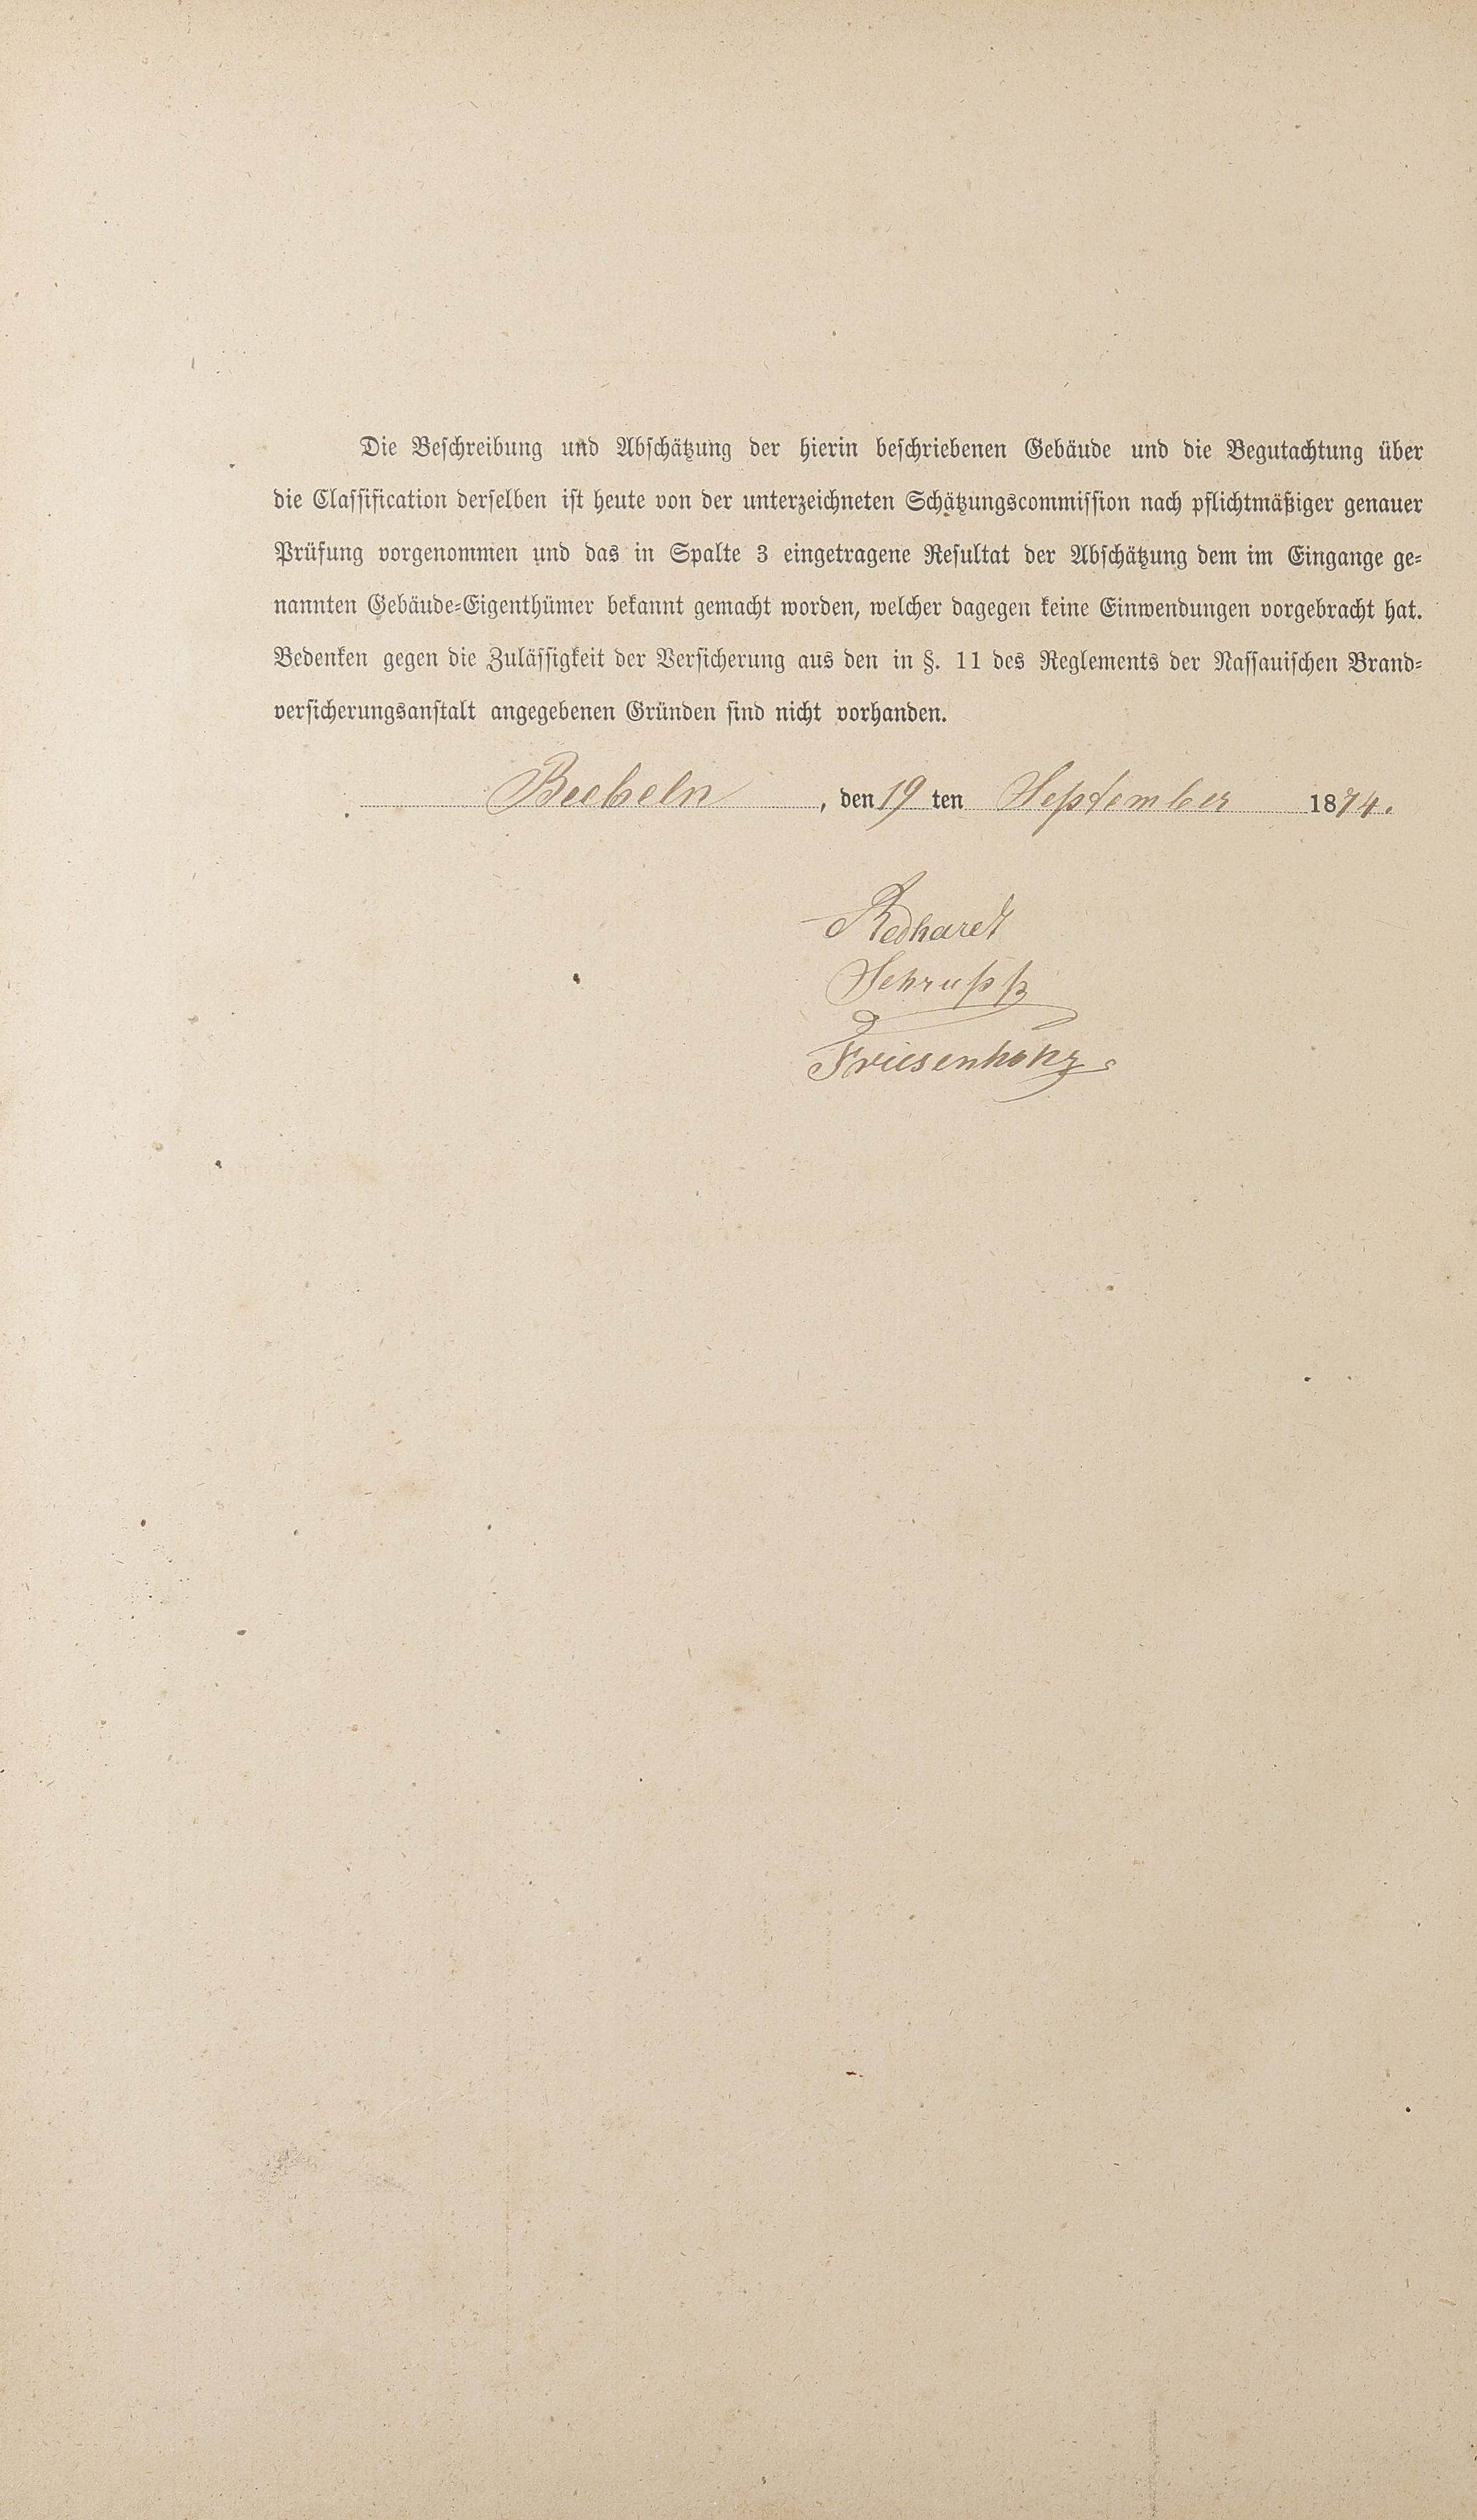 Die Beschreibung und Abschätzung der hierin beschriebenen Gebäude und die Begutachtung über
die Classification derselben ist heute von der unterzeichneten Schätzungscommission nach pflichtmäßiger genauer
Prüfung vorgenommen und das in Spalte 3 eingetragene Resultat der Abschätzung dem im Eingange ge=
nannten Gebäude=Eigenthümer bekannt gemacht worden, welcher dagegen keine Einwendungen vorgebracht hat.
Bedenken gegen die Zulässigkeit der Versicherung aus den in §. 11 des Reglements der Nassauischen Brand=
versicherungsanstalt angegebenen Gründen sind nicht vorhanden.
, den 19 ten September 1874.
Schrupp